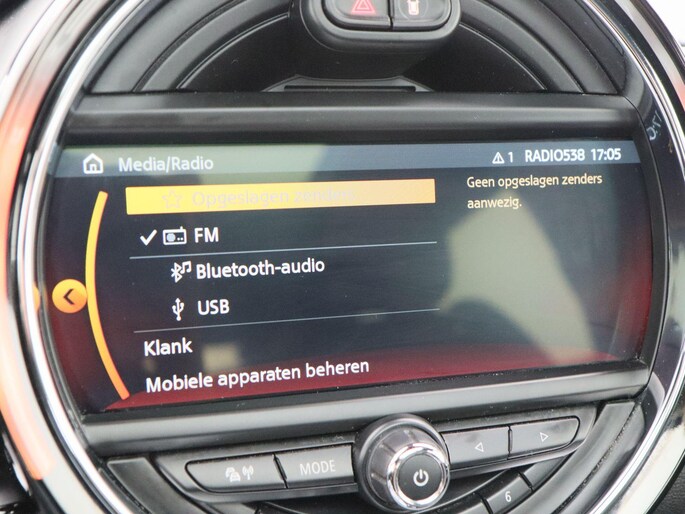 Media/Radio
1 RADIO538 17:05
Opgeslagen zenders
Geen opgeslagen zenders
aanwezig.
FM
Bluetooth-audio
USB
Klank
Mobiele apparaten beheren
MODE
6